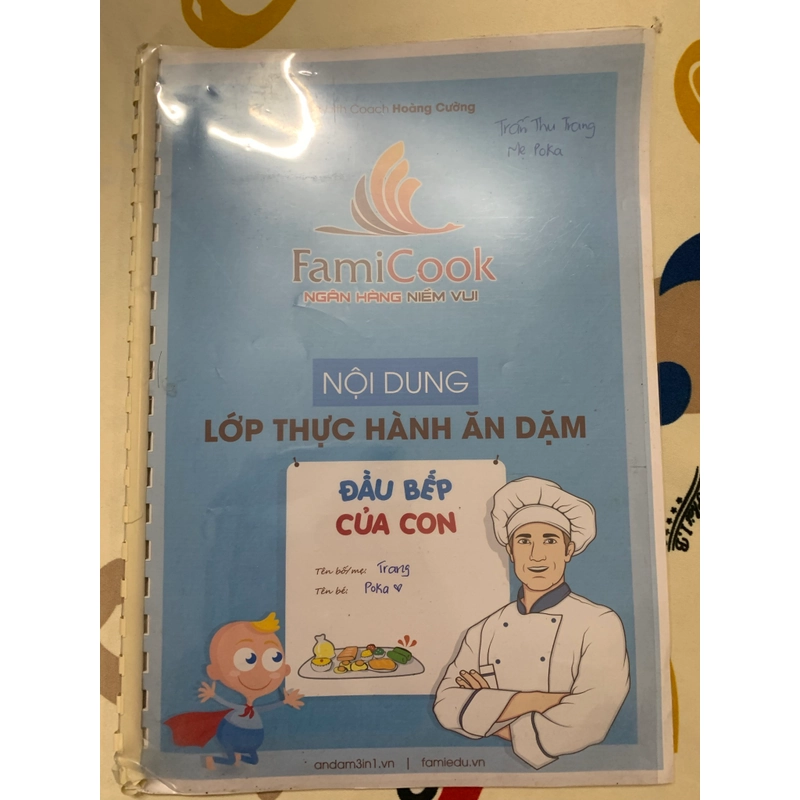 Coach Hoàng Cường
Trần Thu Trang
Mẹ Poka
FamiCook
NGÂN HÀNG NIỀM VUI
NỘI DUNG
LỚP THỰC HÀNH ĂN DẶM
ĐẦU BẾP
CỦA CON
Tên bố/mẹ: Trang
Tên bé: Poka ♥
andam3in1.vn | famiedu.vn